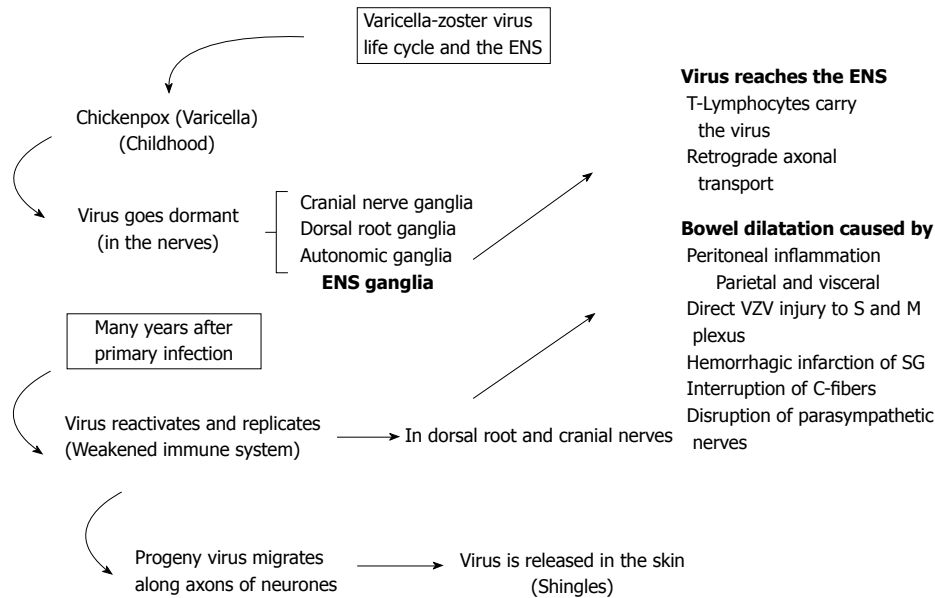 Varicella-zoster virus
life cycle and the ENS
Chickenpox (Varicella)
(Childhood)
Virus goes dormant
(in the nerves)
Cranial nerve ganglia
Dorsal root ganglia
Autonomic ganglia
ENS ganglia
Virus reaches the ENS
T-Lymphocytes carry
the virus
Retrograde axonal
transport
Bowel dilatation caused by
Peritoneal inflammation
Parietal and visceral
Direct VZV injury to S and M
plexus
Hemorrhagic infarction of SG
Interruption of C-fibers
Disruption of parasympathetic
nerves
Many years after
primary infection
Virus reactivates and replicates
(Weakened immune system)
In dorsal root and cranial nerves
Progeny virus migrates
along axons of neurones
Virus is released in the skin
(Shingles)